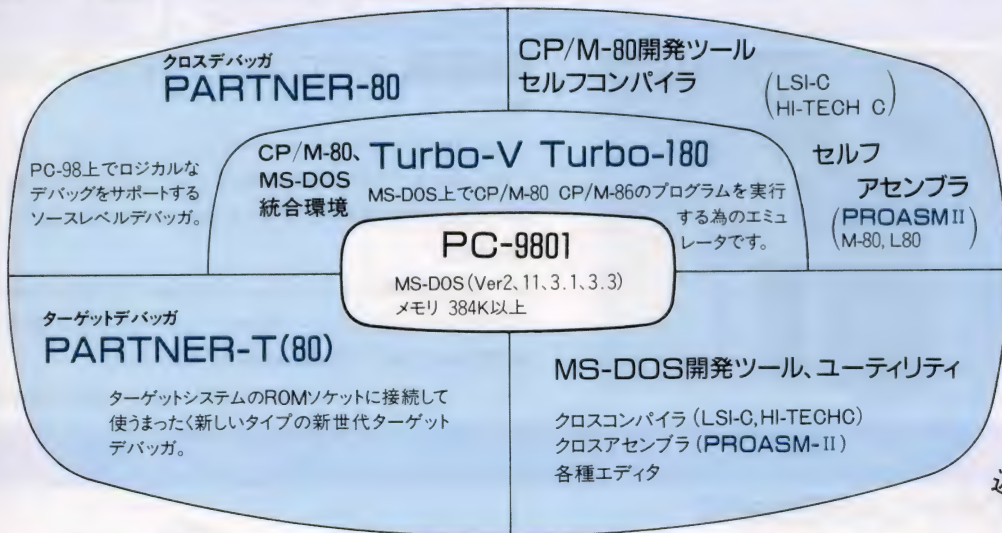 クロスデバッガ
PARTNER-80
PC-98上でロジカルな
デバッグをサポートする
ソースレベルデバッガ。
CP/M-80開発ツール
セルフコンパイラ
(LSI-C
HI-TECH C)
セルフ
アセンブラ
(PROASMII
M-80, L80)
CP/M-80、
MS-DOS
統合環境
Turbo-V Turbo-180
MS-DOS上でCP/M-80 CP/M-86のプログラムを実行
する為のエミュ
レータです。
PC-9801
MS-DOS(Ver2、11、3.1、3.3)
メモリ 384K以上
ターゲットデバッガ
PARTNER-T(80)
ターゲットシステムのROMソケットに接続して
使うまったく新しいタイプの新世代ターゲット
デバッガ。
MS-DOS開発ツール、ユーティリティ
クロスコンパイラ(LSI-C,HI-TECHC)
クロスアセンブラ(PROASM-II)
各種エディタ